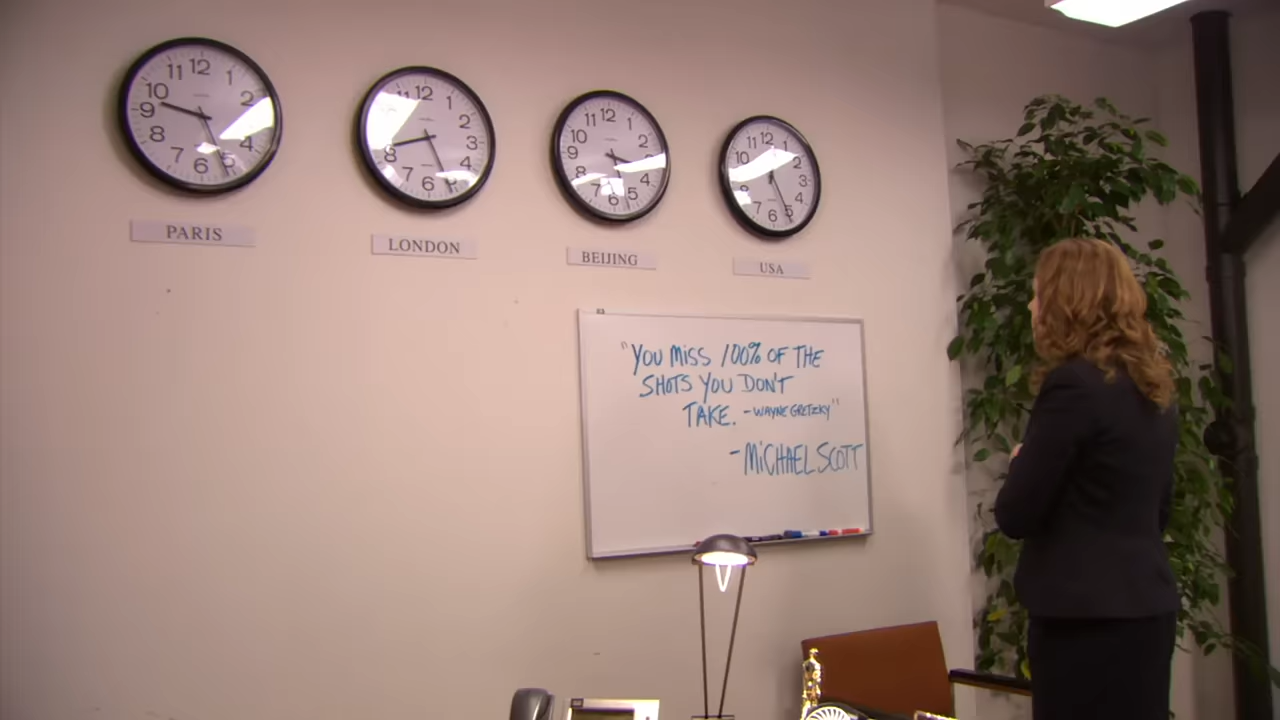 PARIS
LONDON
BEIJING
USA
"YOU MISS 100% OF THE
SHOTS YOU DON'T
TAKE. -WAYNE GRETZKY"
-MICHAEL SCOTT